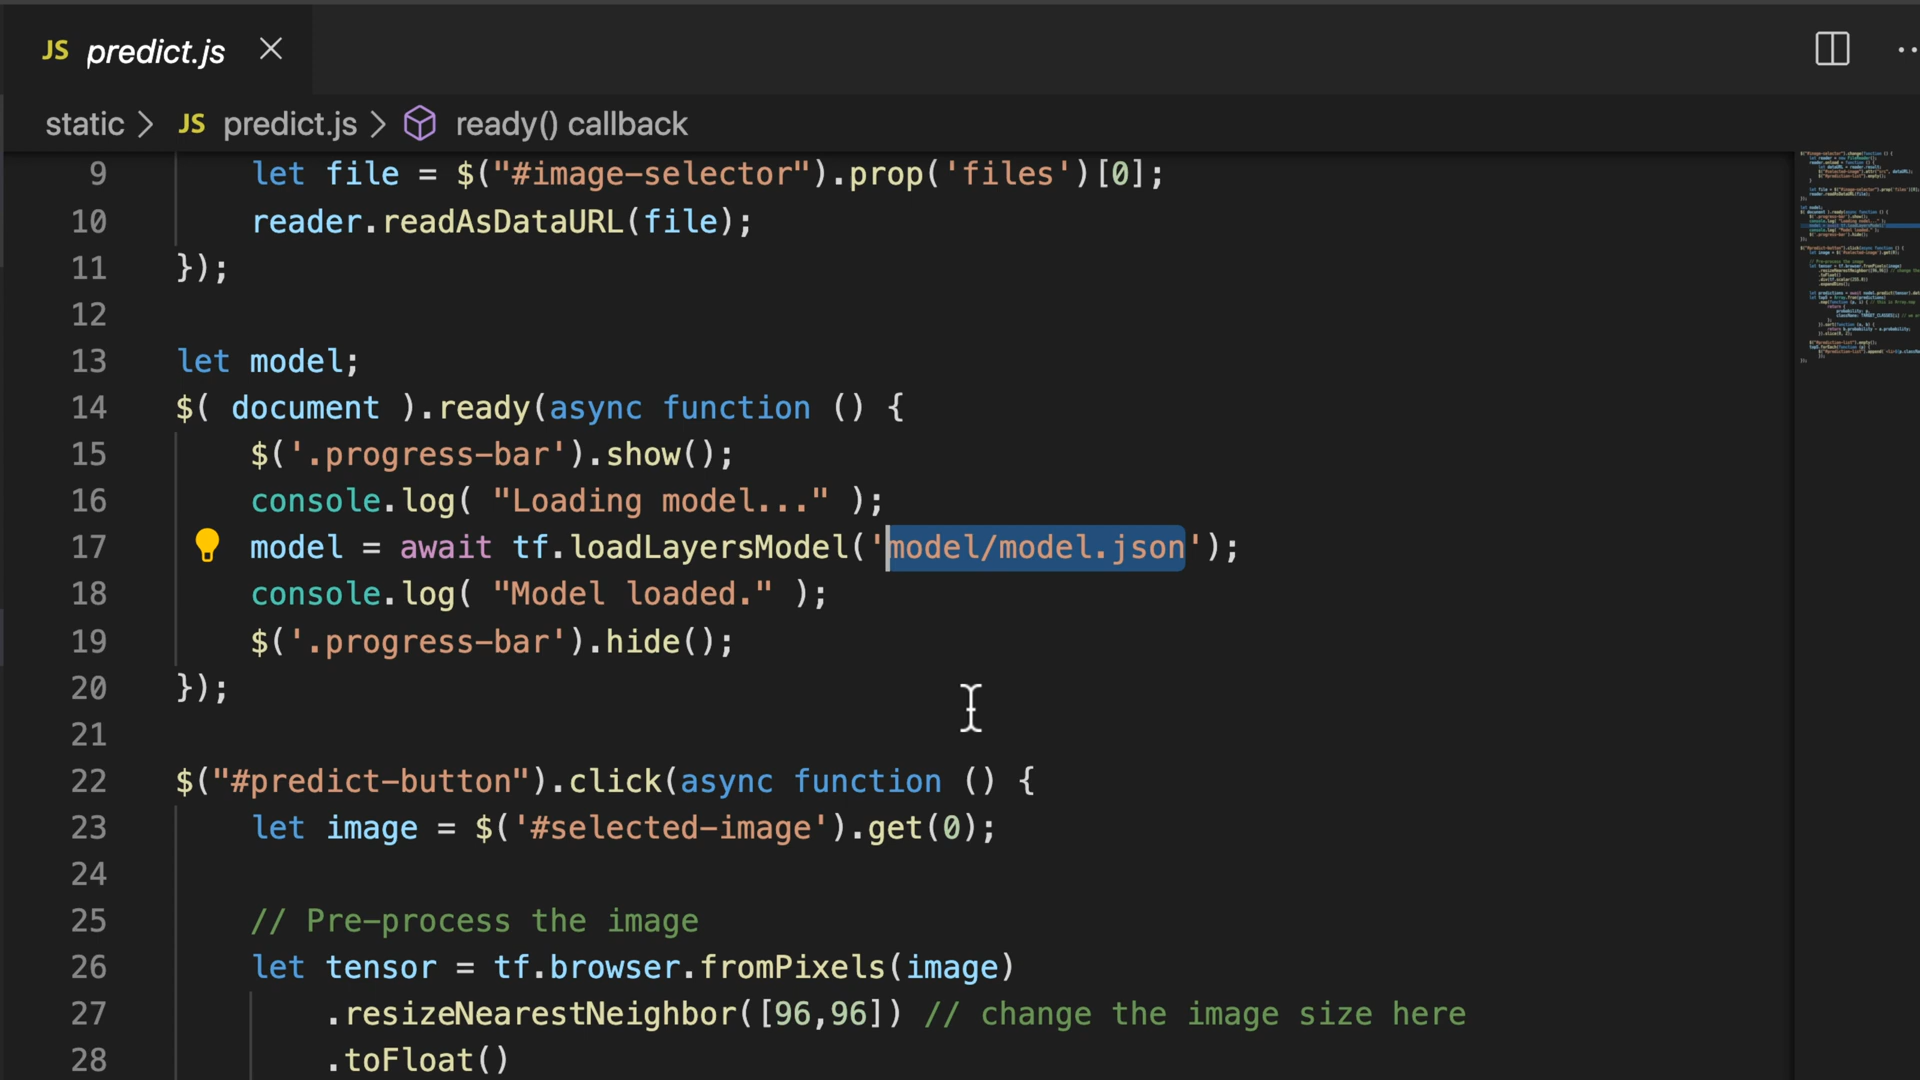 JS predict.js
static > JS predict.js > ready() callback
9 let file = $("#image-selector").prop('files')[0];
10 reader.readAsDataURL(file);
11 });
12
13 let model;
14 $( document ).ready(async function () {
15 $('.progress-bar').show();
16 console.log( "Loading model..." );
17 model = await tf.loadLayersModel('model/model.json');
18 console.log( "Model loaded." );
19 $('.progress-bar').hide();
20 });
21
22 $("#predict-button").click(async function () {
23 let image = $('#selected-image').get(0);
24
25 // Pre-process the image
26 let tensor = tf.browser.fromPixels(image)
27 .resizeNearestNeighbor([96,96]) // change the image size here
28 .toFloat()